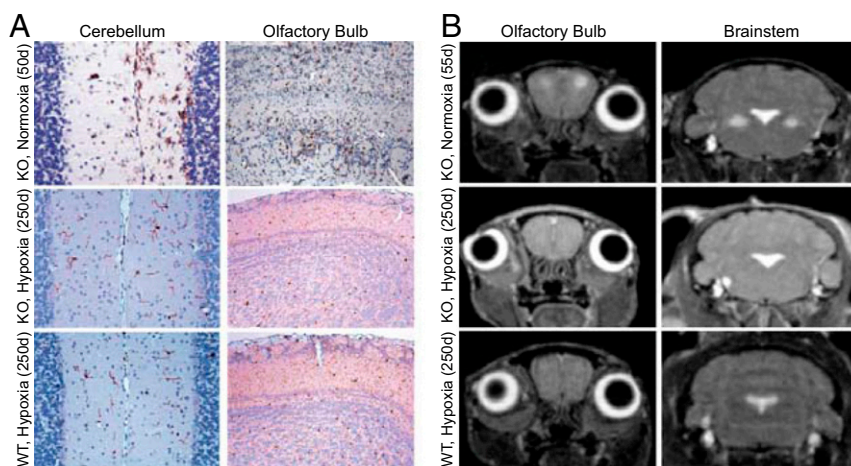 A
B
Cerebellum
Olfactory Bulb
Olfactory Bulb
Brainstem
KO, Normoxia (50d)
KO, Normoxia (55d)
KO, Hypoxia (250d)
KO, Hypoxia (250d)
WT, Hypoxia (250d)
WT, Hypoxia (250d)